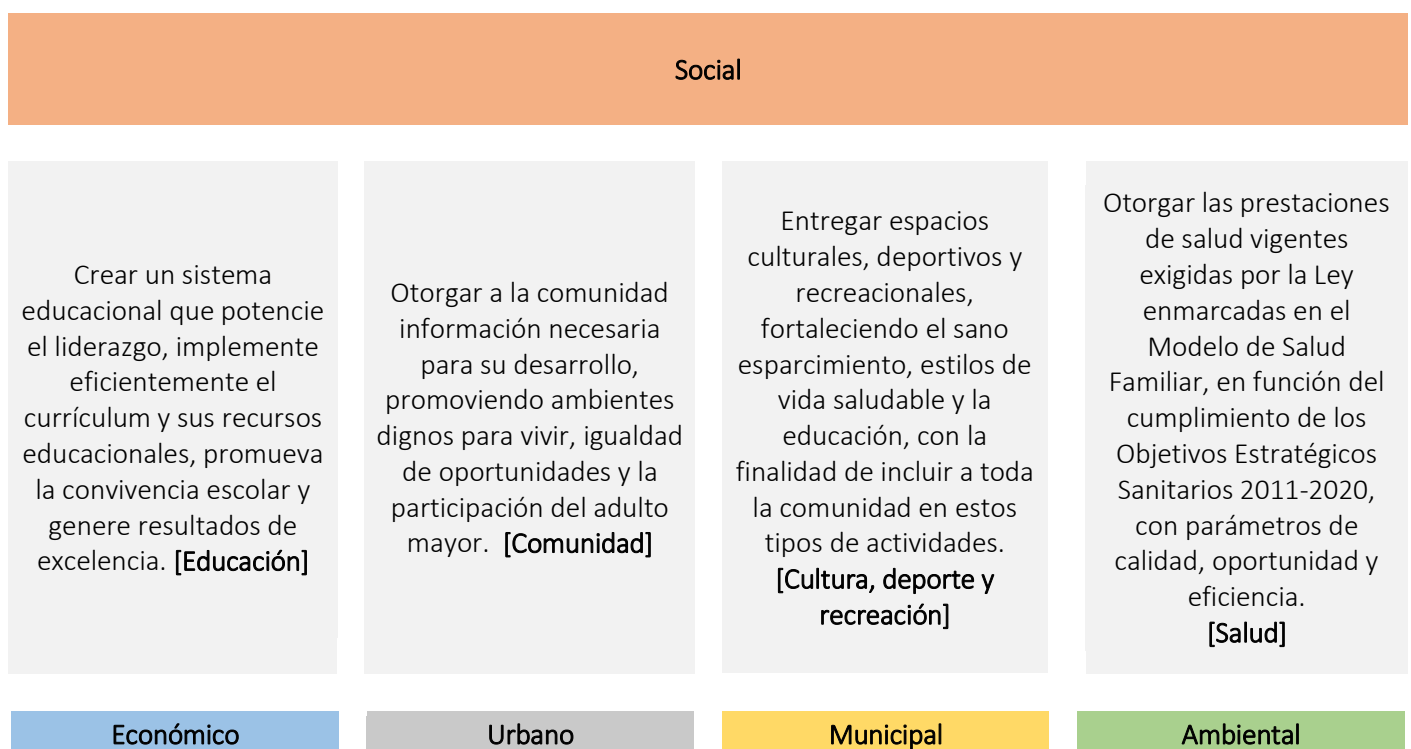 Social
Crear un sistema
educacional que potencie
el liderazgo, implemente
eficientemente el
currículum y sus recursos
educacionales, promueva
la convivencia escolar y
genere resultados de
excelencia. [Educación]
Otorgar a la comunidad
información necesaria
para su desarrollo,
promoviendo ambientes
dignos para vivir, igualdad
de oportunidades y la
participación del adulto
mayor. [Comunidad]
Entregar espacios
culturales, deportivos y
recreacionales,
fortaleciendo el sano
esparcimiento, estilos de
vida saludable y la
educación, con la
finalidad de incluir a toda
la comunidad en estos
tipos de actividades.
[Cultura, deporte y
recreación]
Otorgar las prestaciones
de salud vigentes
exigidas por la Ley
enmarcadas en el
Modelo de Salud
Familiar, en función del
cumplimiento de los
Objetivos Estratégicos
Sanitarios 2011-2020,
con parámetros de
calidad, oportunidad y
eficiencia.
[Salud]
Económico
Urbano
Municipal
Ambiental